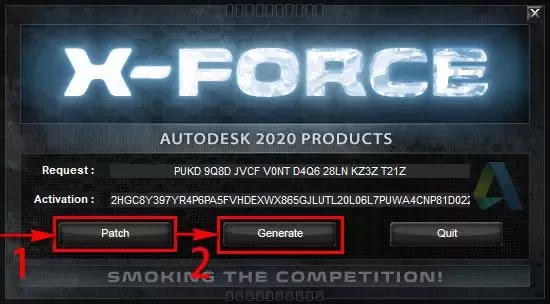 X-FORCE
AUTODESK 2020 PRODUCTS
Request : PUKD 9Q8D JVCF V0NT D4Q6 28LN KZ3Z T21Z
Activation : 2HGC8Y397YR4P6PA5FVHDEXWX865GJLUTL20L06L7PUWA4CNP81D022
Patch Generate Quit
1 2
SMOKING THE COMPETITION!